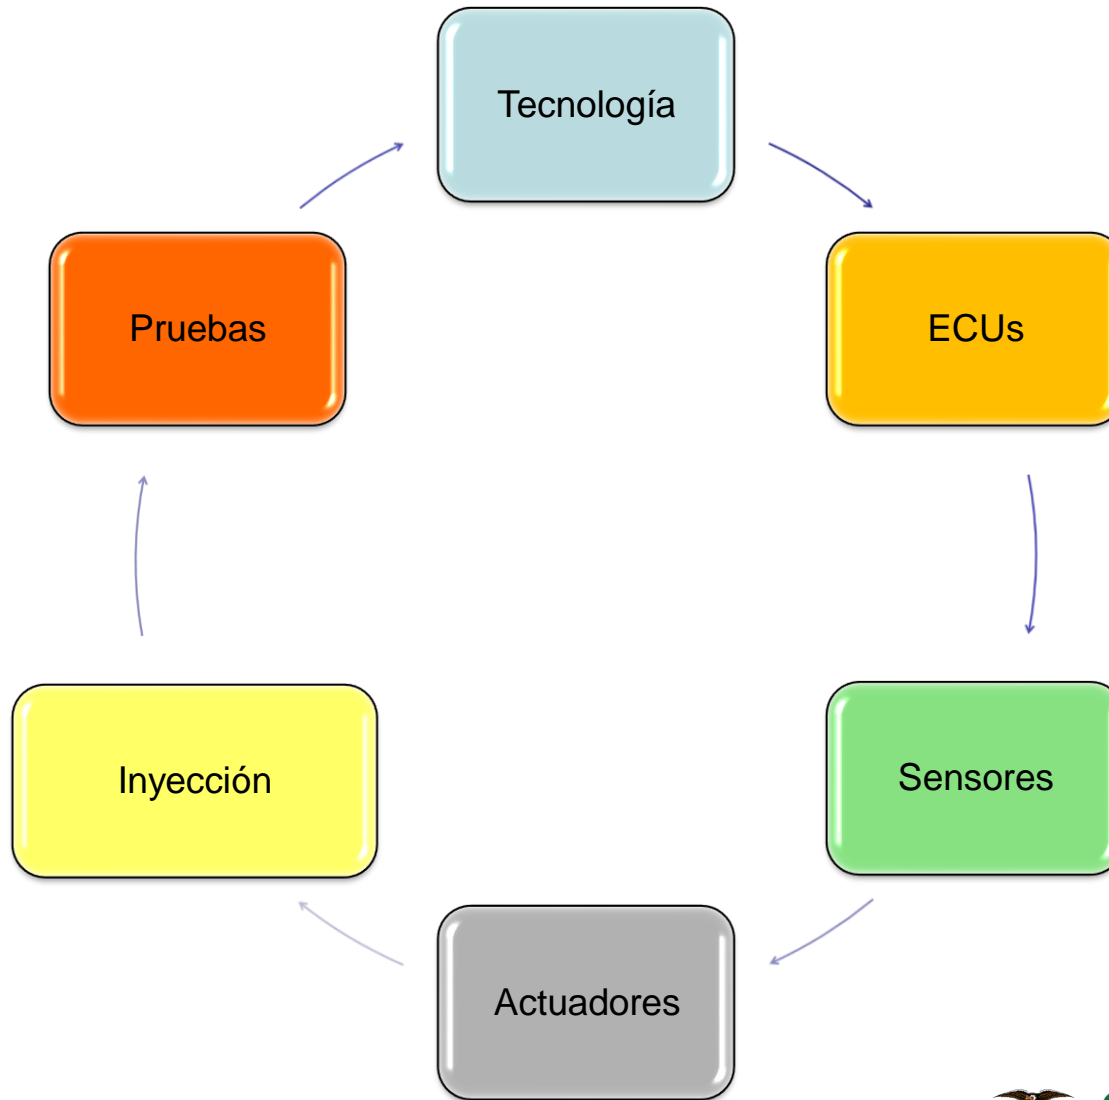 Tecnología
ECUs
Sensores
Actuadores
Inyección
Pruebas